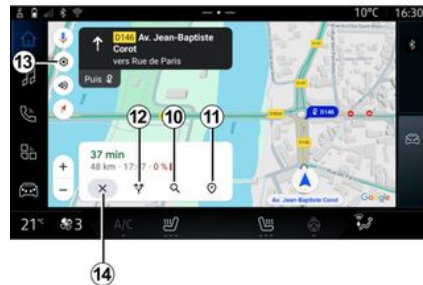 10°C 16:30
D146 Av. Jean-Baptiste
Corot
vers Rue de Paris
Puis
13
D146
12
10
11
37 min
48 km · 17:07 · 0 %
+
−
Av. Jean-Baptiste Corot
Google
21°C
3
A/C
14